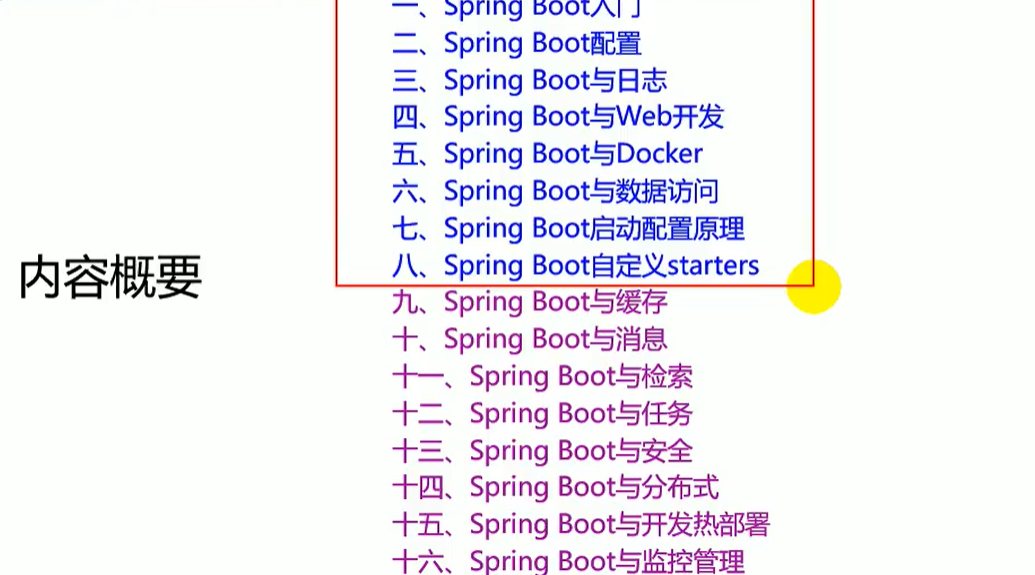 内容概要
一、Spring Boot入门
二、Spring Boot配置
三、Spring Boot与日志
四、Spring Boot与Web开发
五、Spring Boot与Docker
六、Spring Boot与数据访问
七、Spring Boot启动配置原理
八、Spring Boot自定义starters
九、Spring Boot与缓存
十、Spring Boot与消息
十一、Spring Boot与检索
十二、Spring Boot与任务
十三、Spring Boot与安全
十四、Spring Boot与分布式
十五、Spring Boot与开发热部署
十六、Spring Boot与监控管理